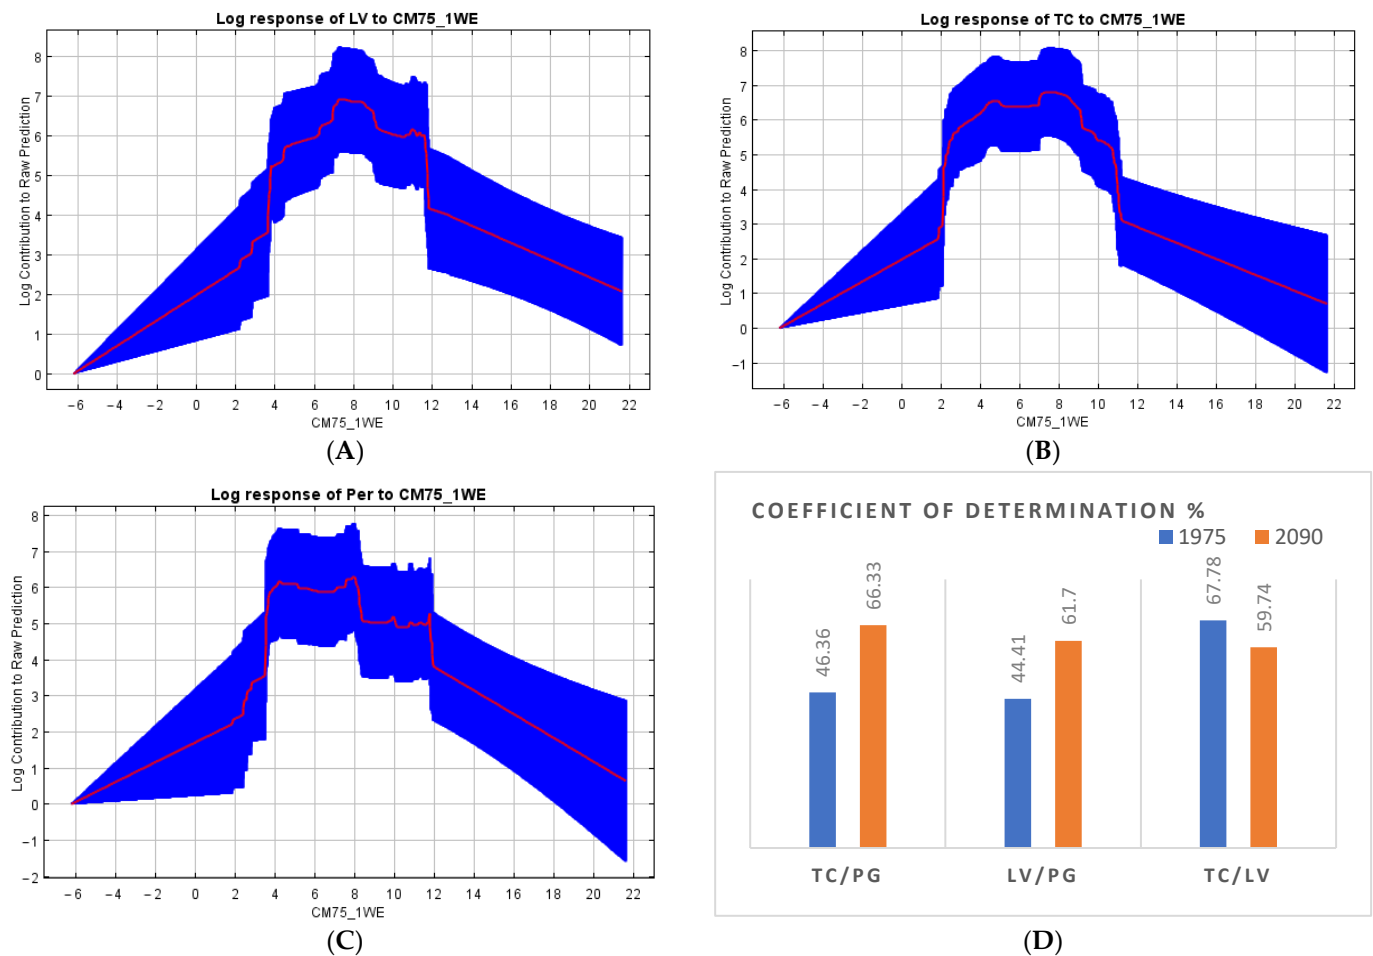 Log response of LV to CM75_1WE
Log Contribution to Raw Prediction
8
7
6
5
4
3
2
1
0
−6 −4 −2 0 2 4 6 8 10 12 14 16 18 20 22
CM75_1WE
(A)
Log response of TC to CM75_1WE
Log Contribution to Raw Prediction
8
7
6
5
4
3
2
1
0
−1
−6 −4 −2 0 2 4 6 8 10 12 14 16 18 20 22
CM75_1WE
(B)
Log response of Per to CM75_1WE
Log Contribution to Raw Prediction
8
7
6
5
4
3
2
1
0
−1
−2
−6 −4 −2 0 2 4 6 8 10 12 14 16 18 20 22
CM75_1WE
(C)
COEFFICIENT OF DETERMINATION %
1975 2090
46.36 66.33 44.41 61.7 67.78 59.74
TC/PG LV/PG TC/LV
(D)